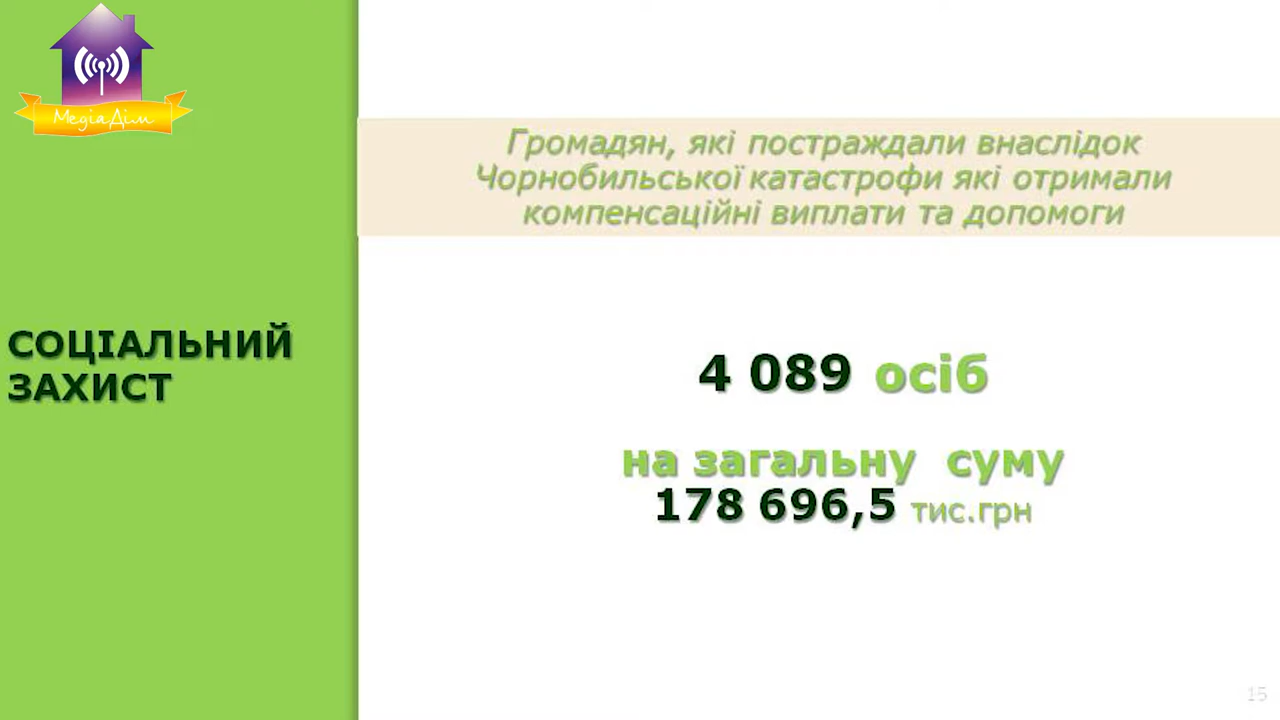 МедіаДім
Громадян, які постраждали внаслідок
Чорнобильської катастрофи які отримали
компенсаційні виплати та допомоги
СОЦІАЛЬНИЙ
ЗАХИСТ
4 089 осіб
на загальну суму
178 696,5 тис.грн
15